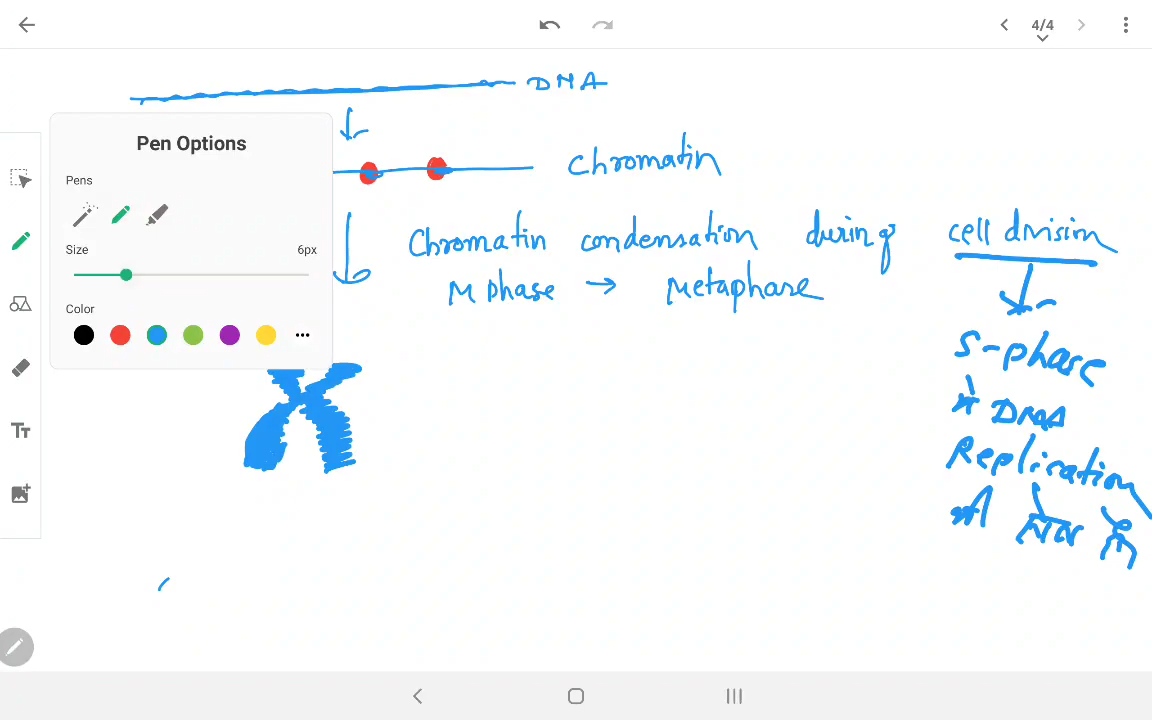 4/4
DNA
Pen Options
Pens
Size 6px
Color
Chromatin
Chromatin condensation during cell division
M phase → Metaphase
S-phase
* DNA
Replication
TT